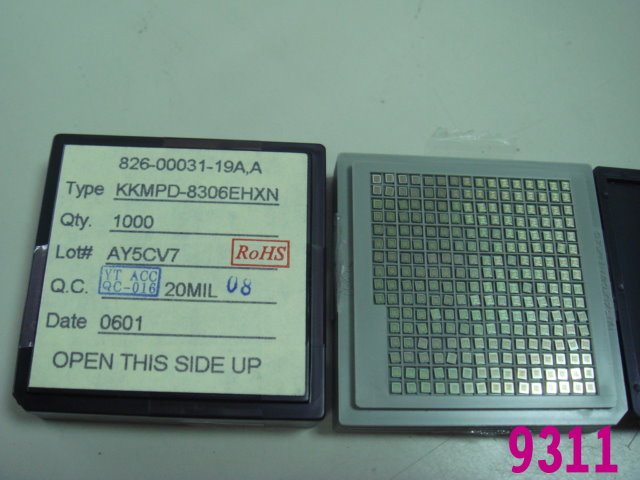 826-00031-19A,A
Type KKMPD-8306EHXN
Qty. 1000
Lot# AY5CV7 RoHS
Q.C. YT ACC QC-016 20MIL 08
Date 0601
OPEN THIS SIDE UP
9311